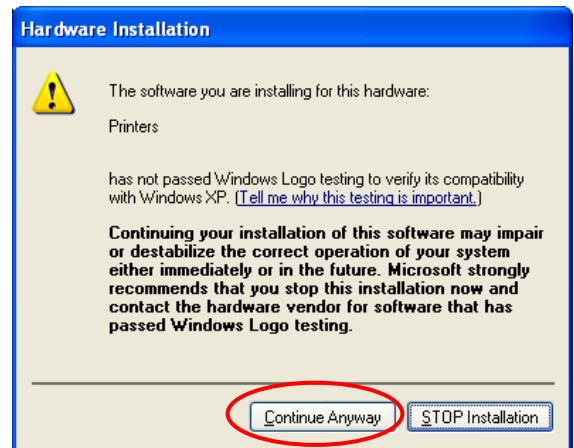 Hardware Installation
The software you are installing for this hardware:
Printers
has not passed Windows Logo testing to verify its compatibility
with Windows XP. (Tell me why this testing is important.)
Continuing your installation of this software may impair
or destabilize the correct operation of your system
either immediately or in the future. Microsoft strongly
recommends that you stop this installation now and
contact the hardware vendor for software that has
passed Windows Logo testing.
Continue Anyway
STOP Installation